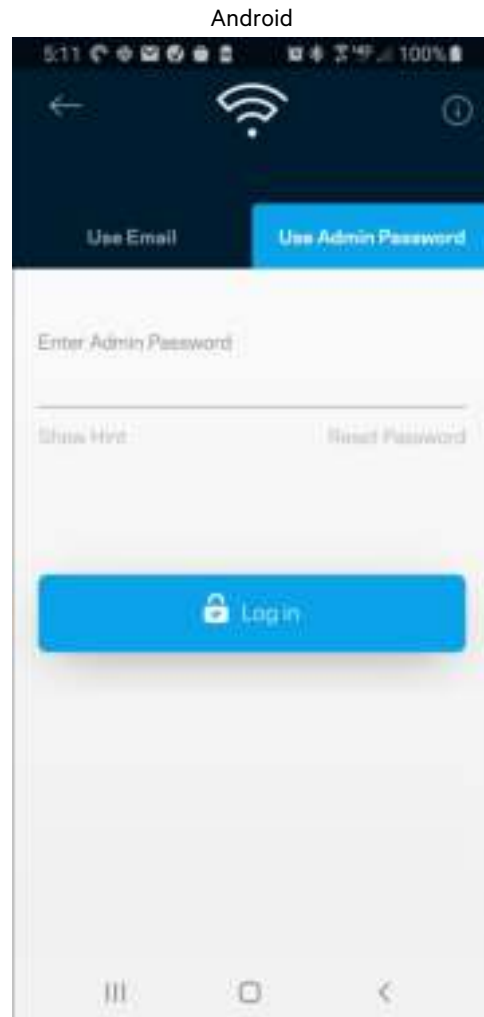 Android
5:11 100%
Use Email Use Admin Password
Enter Admin Password
Show Hint Reset Password
Log in